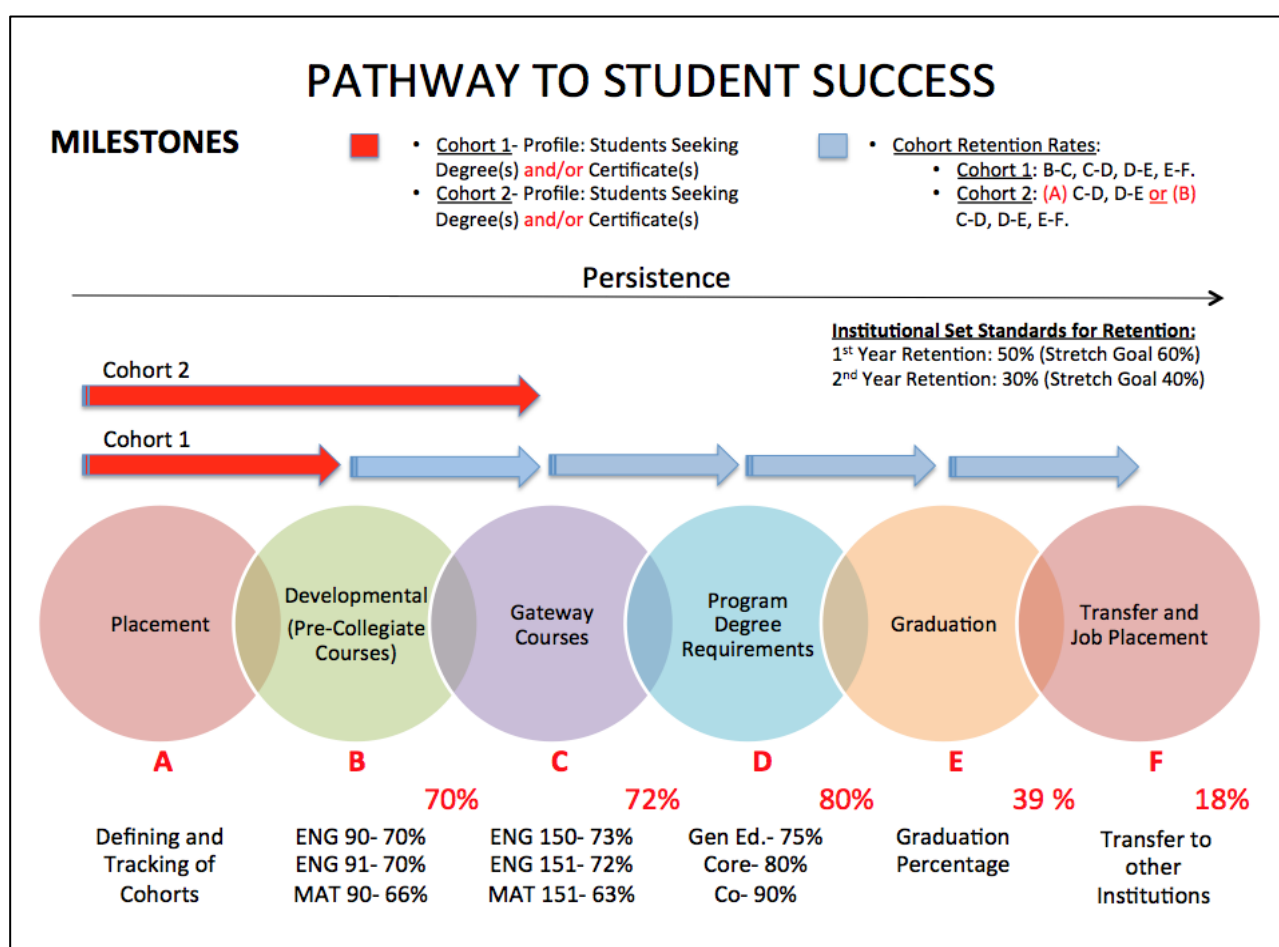 PATHWAY TO STUDENT SUCCESS
MILESTONES
• Cohort 1- Profile: Students Seeking
Degree(s) and/or Certificate(s)
• Cohort 2- Profile: Students Seeking
Degree(s) and/or Certificate(s)
• Cohort Retention Rates:
• Cohort 1: B-C, C-D, D-E, E-F.
• Cohort 2: (A) C-D, D-E or (B)
C-D, D-E, E-F.
Persistence
Institutional Set Standards for Retention:
1st Year Retention: 50% (Stretch Goal 60%)
2nd Year Retention: 30% (Stretch Goal 40%)
Cohort 2
Cohort 1
Placement
Developmental
(Pre-Collegiate
Courses)
Gateway
Courses
Program
Degree
Requirements
Graduation
Transfer and
Job Placement
A
B
C
D
E
F
70%
72%
80%
39 %
18%
Defining and
Tracking of
Cohorts
ENG 90- 70%
ENG 91- 70%
MAT 90- 66%
ENG 150- 73%
ENG 151- 72%
MAT 151- 63%
Gen Ed.- 75%
Core- 80%
Co- 90%
Graduation
Percentage
Transfer to
other
Institutions